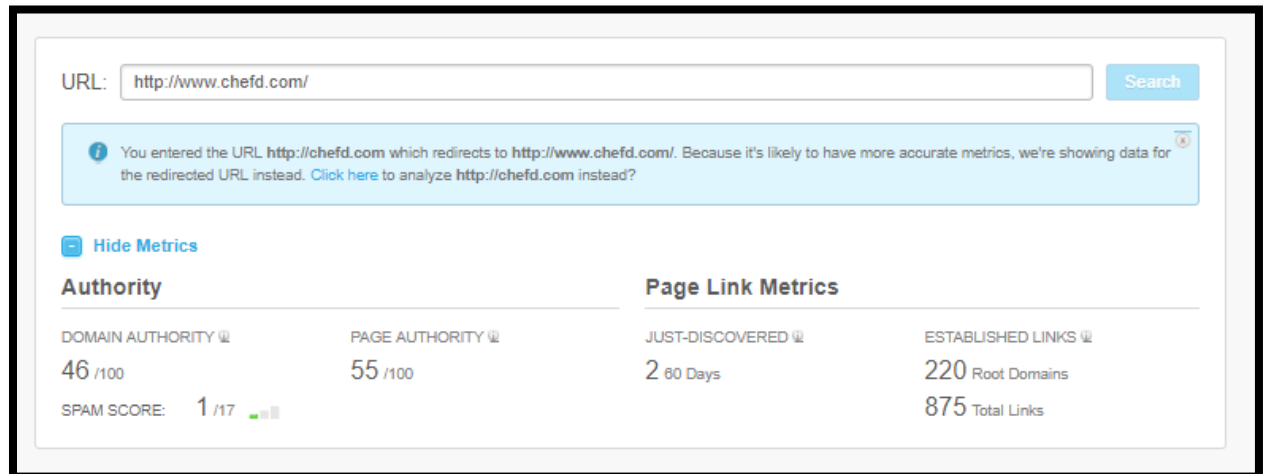 URL: http://www.chefd.com/ Search
You entered the URL http://chefd.com which redirects to http://www.chefd.com/. Because it's likely to have more accurate metrics, we're showing data for
the redirected URL instead. Click here to analyze http://chefd.com instead?
Hide Metrics
Authority
Page Link Metrics
DOMAIN AUTHORITY
PAGE AUTHORITY
JUST-DISCOVERED
ESTABLISHED LINKS
46 /100
55 /100
2 60 Days
220 Root Domains
SPAM SCORE: 1 /17
875 Total Links